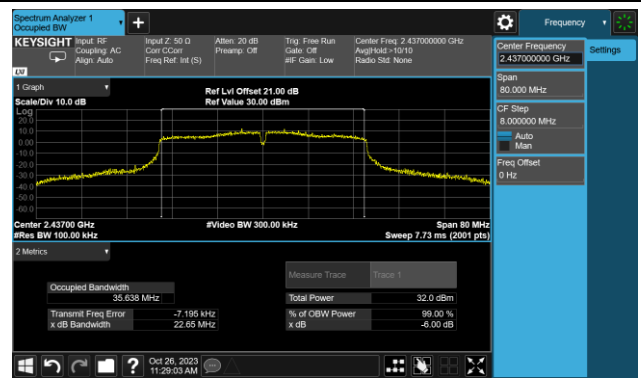 Spectrum Analyzer 1
Occupied BW
Frequency
KEYSIGHT
Input: RF
Coupling: AC
Align: Auto
Input Z: 50 Ω
Corr CCorr
Freq Ref: Int (S)
Atten: 20 dB
Preamp: Off
Trig: Free Run
Gate: Off
#IF Gain: Low
Center Freq: 2.437000000 GHz
Avg|Hold:>10/10
Radio Std: None
LXI
Center Frequency
2.437000000 GHz
Settings
Span
80.000 MHz
CF Step
8.000000 MHz
Auto
Man
Freq Offset
0 Hz
1 Graph
Scale/Div 10.0 dB
Ref Lvl Offset 21.00 dB
Ref Value 30.00 dBm
Log
20.0
10.0
0.00
-10.0
-20.0
-30.0
-40.0
-50.0
-60.0
Center 2.43700 GHz
#Res BW 100.00 kHz
#Video BW 300.00 kHz
Span 80 MHz
Sweep 7.73 ms (2001 pts)
2 Metrics
Measure Trace
Trace 1
Occupied Bandwidth
35.638 MHz
Total Power
32.0 dBm
Transmit Freq Error
-7.195 kHz
% of OBW Power
99.00 %
x dB Bandwidth
22.65 MHz
x dB
-6.00 dB
Oct 26, 2023
11:29:03 AM